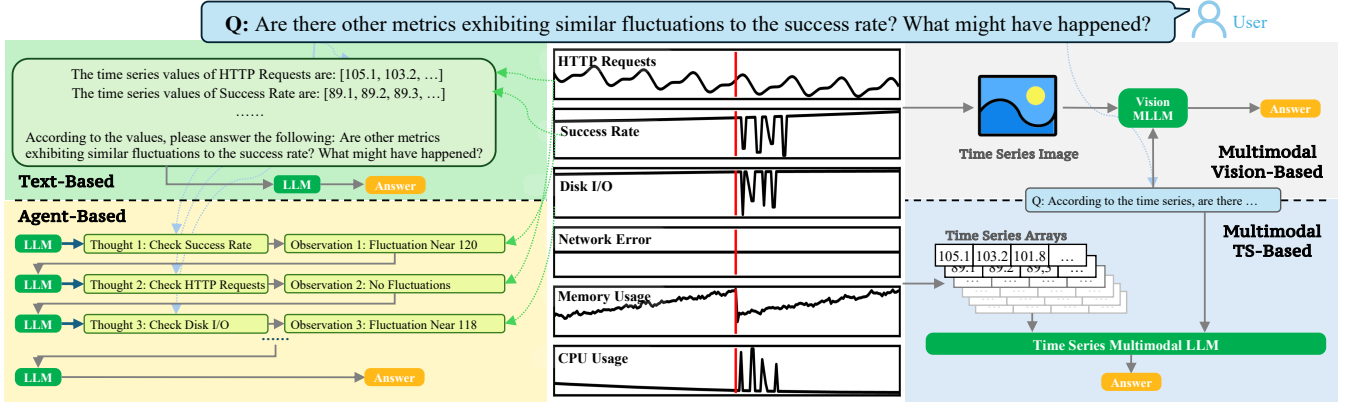 Q: Are there other metrics exhibiting similar fluctuations to the success rate? What might have happened?
User
The time series values of HTTP Requests are: [105.1, 103.2, …]
The time series values of Success Rate are: [89.1, 89.2, 89.3, …]
……
According to the values, please answer the following: Are other metrics
exhibiting similar fluctuations to the success rate? What might have happened?
Text-Based
LLM
Answer
Agent-Based
LLM
Thought 1: Check Success Rate
Observation 1: Fluctuation Near 120
LLM
Thought 2: Check HTTP Requests
Observation 2: No Fluctuations
LLM
Thought 3: Check Disk I/O
Observation 3: Fluctuation Near 118
……
LLM
Answer
HTTP Requests
Success Rate
Disk I/O
Network Error
Memory Usage
CPU Usage
Time Series Image
Vision
MLLM
Answer
Multimodal
Vision-Based
Q: According to the time series, are there …
Multimodal
TS-Based
Time Series Arrays
105.1 103.2 101.8 …
89.1 89.2 89.3 …
… … … …
… … … …
… … … …
Time Series Multimodal LLM
Answer